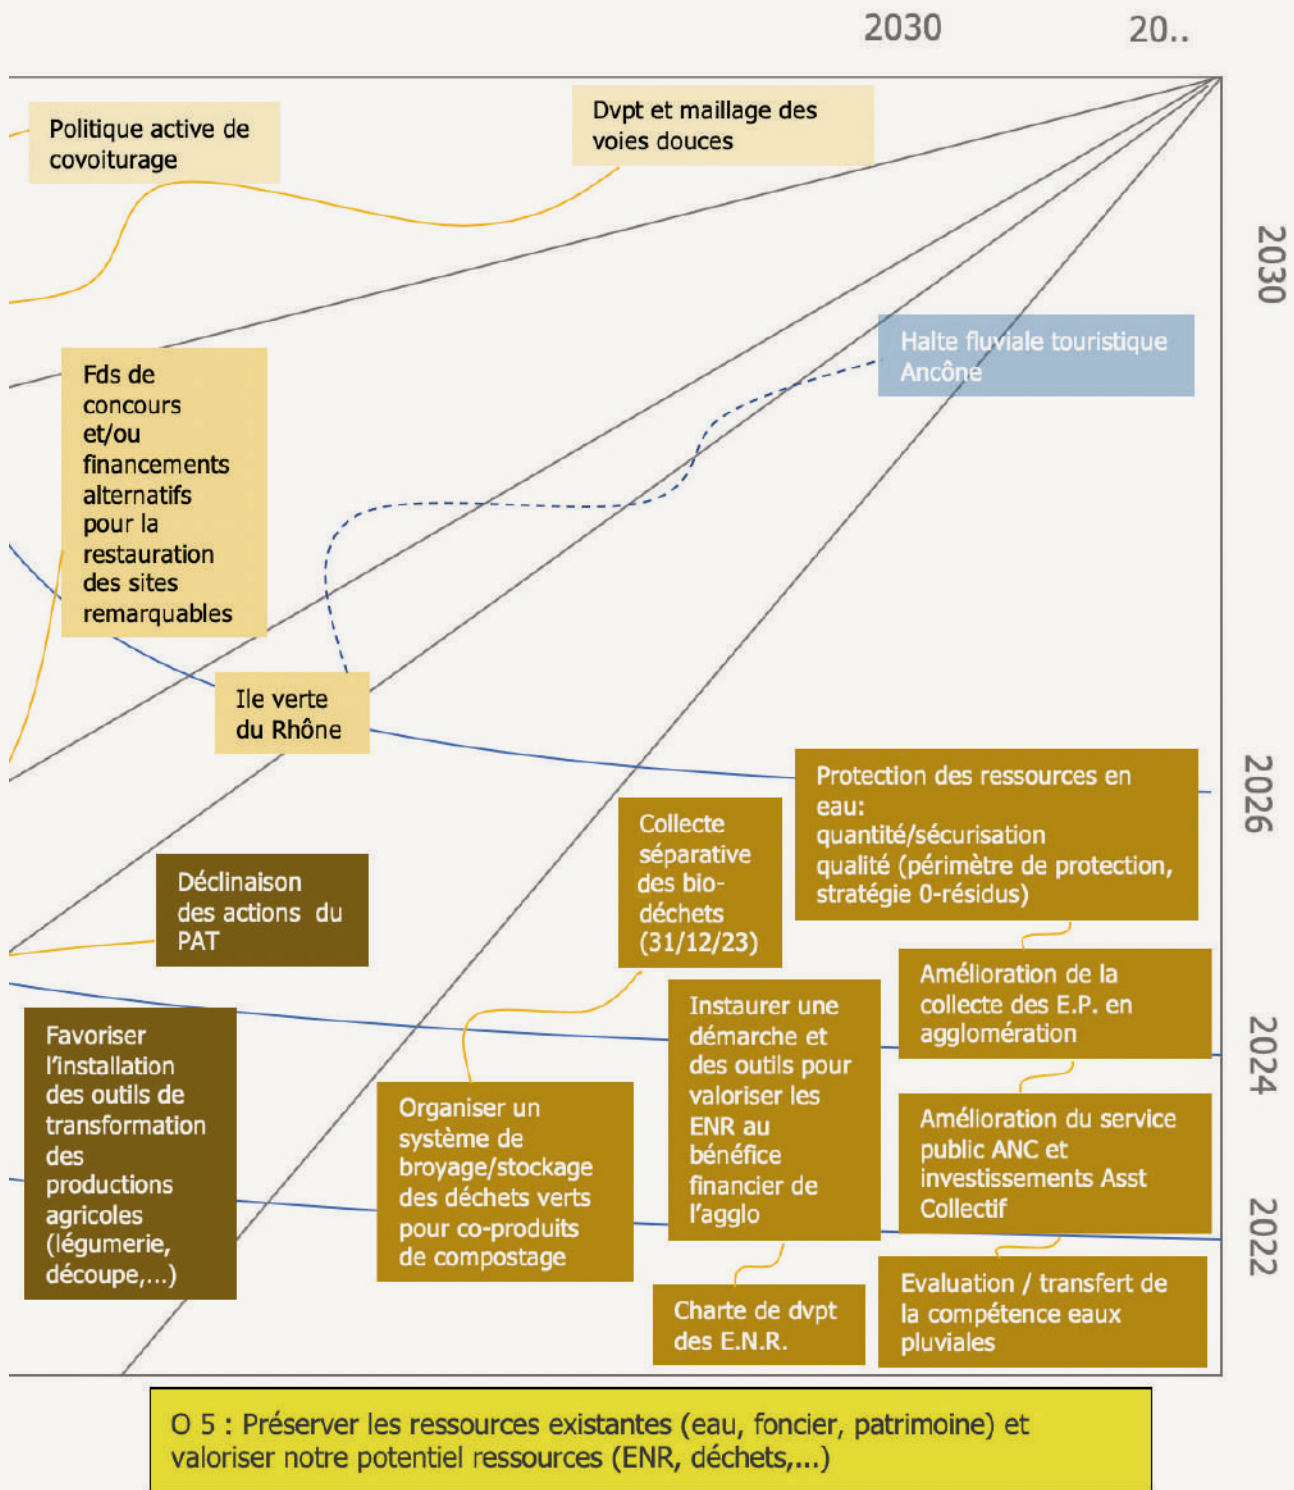 2030
20..
Politique active de
covoiturage
Dvpt et maillage des
voies douces
2030
Halte fluviale touristique
Ancône
Fds de
concours
et/ou
financements
alternatifs
pour la
restauration
des sites
remarquables
Ile verte
du Rhône
2026
Protection des ressources en
eau:
quantité/sécurisation
qualité (périmètre de protection,
stratégie 0-résidus)
Collecte
séparative
des bio-
déchets
(31/12/23)
Déclinaison
des actions du
PAT
Amélioration de la
collecte des E.P. en
agglomération
Instaurer une
démarche et
des outils pour
valoriser les
ENR au
bénéfice
financier de
l'agglo
2024
Favoriser
l'installation
des outils de
transformation
des
productions
agricoles
(légumerie,
découpe,...)
Organiser un
système de
broyage/stockage
des déchets verts
pour co-produits
de compostage
Amélioration du service
public ANC et
investissements Asst
Collectif
2022
Charte de dvpt
des E.N.R.
Evaluation / transfert de
la compétence eaux
pluviales
O 5 : Préserver les ressources existantes (eau, foncier, patrimoine) et
valoriser notre potentiel ressources (ENR, déchets,...)